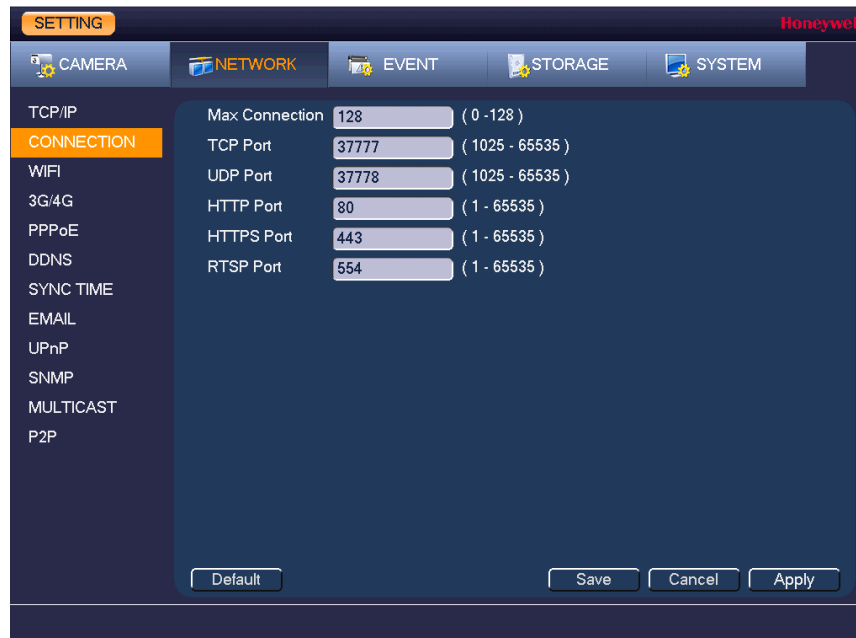 SETTING
Honeywel
CAMERA NETWORK EVENT STORAGE SYSTEM
TCP/IP
CONNECTION
WIFI
3G/4G
PPPoE
DDNS
SYNC TIME
EMAIL
UPnP
SNMP
MULTICAST
P2P
Max Connection 128 ( 0 -128 )
TCP Port 37777 ( 1025 - 65535 )
UDP Port 37778 ( 1025 - 65535 )
HTTP Port 80 ( 1 - 65535 )
HTTPS Port 443 ( 1 - 65535 )
RTSP Port 554 ( 1 - 65535 )
Default Save Cancel Apply